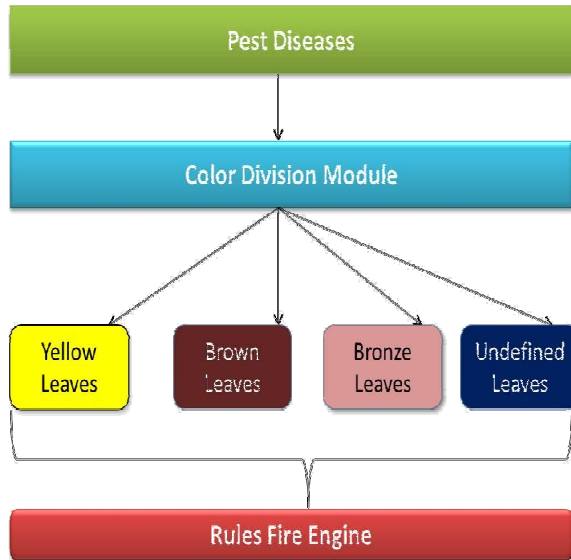 Pest Diseases
Color Division Module
Yellow
Leaves
Brown
Leaves
Bronze
Leaves
Undefined
Leaves
Rules Fire Engine